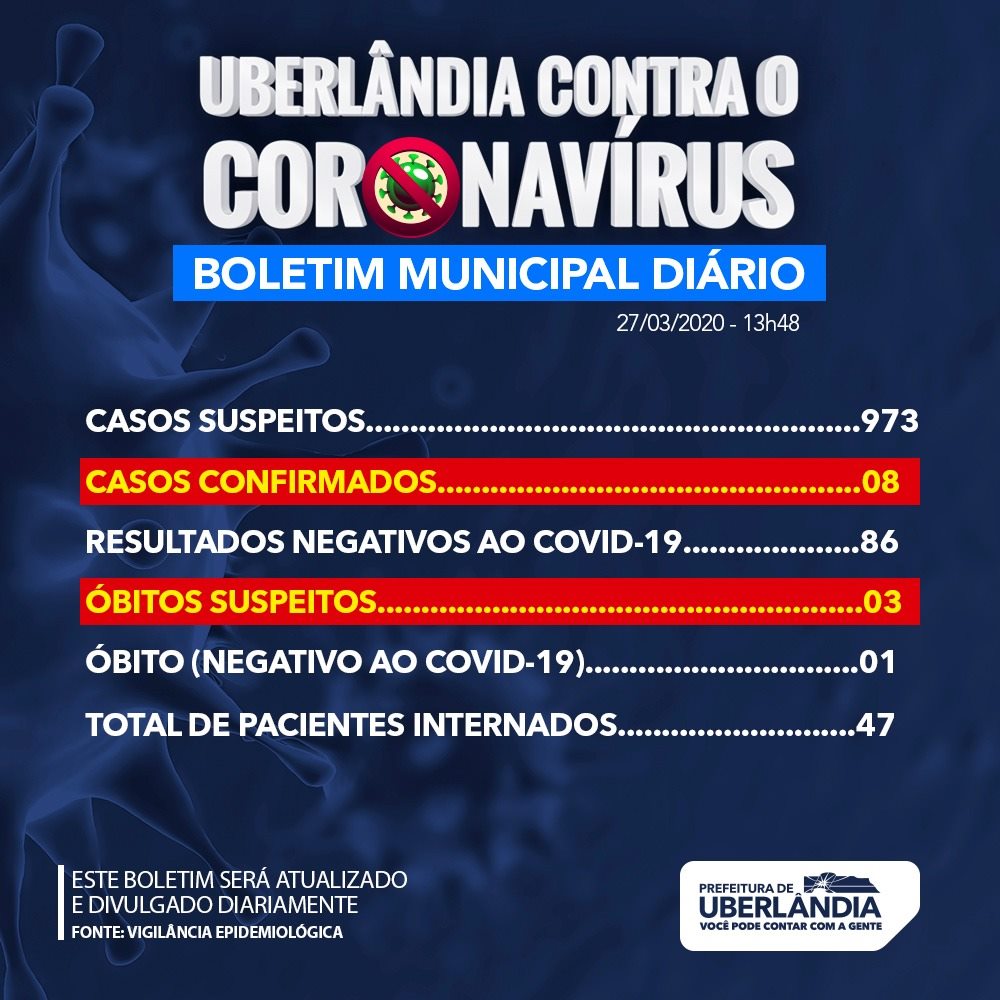 UBERLÂNDIA CONTRA O
CORONAVÍRUS
BOLETIM MUNICIPAL DIÁRIO
27/03/2020 - 13h48
CASOS SUSPEITOS........................................................973
CASOS CONFIRMADOS................................................08
RESULTADOS NEGATIVOS AO COVID-19....................86
ÓBITOS SUSPEITOS.......................................................03
ÓBITO (NEGATIVO AO COVID-19)...............................01
TOTAL DE PACIENTES INTERNADOS...........................47
ESTE BOLETIM SERÁ ATUALIZADO
E DIVULGADO DIARIAMENTE
FONTE: VIGILÂNCIA EPIDEMIOLÓGICA
PREFEITURA DE
UBERLÂNDIA
VOCÊ PODE CONTAR COM A GENTE